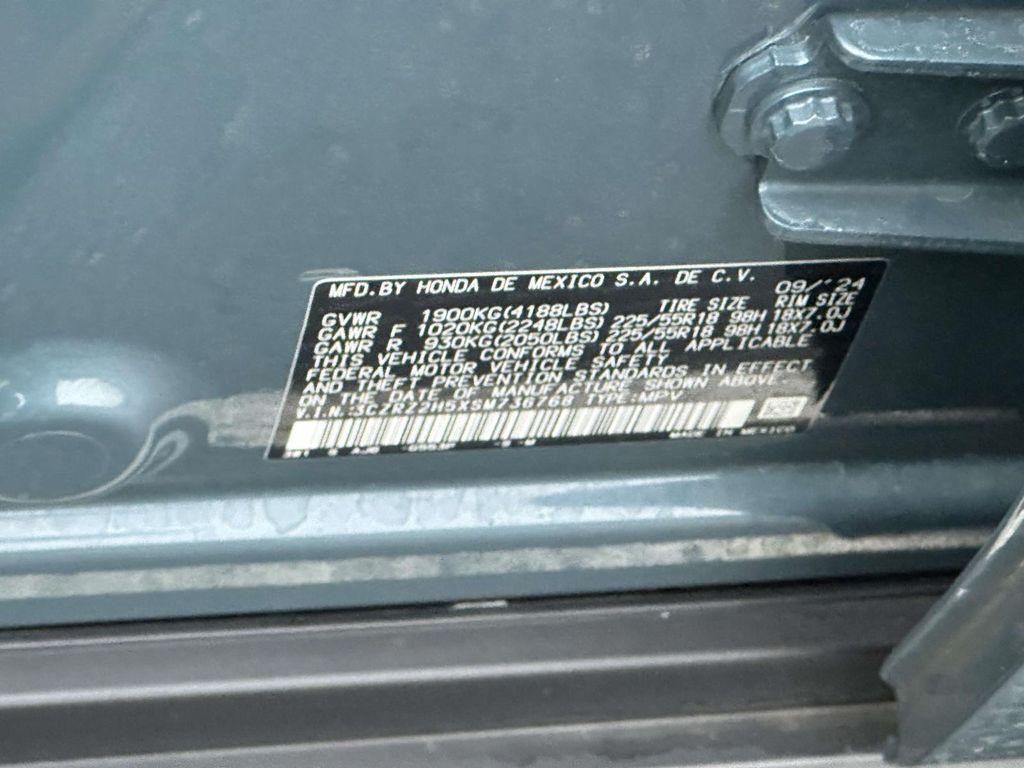 MFD.BY HONDA DE MEXICO S.A. DE C.V. 09/'24
TIRE SIZE RIM SIZE
GVWR 1900KG(4188LBS)
GAWR F 1020KG(2248LBS) 225/55R18 98H 18X7.0J
GAWR R 930KG(2050LBS) 225/55R18 98H 18X7.0J
THIS VEHICLE CONFORMS TO ALL APPLICABLE
FEDERAL MOTOR VEHICLE SAFETY
AND THEFT PREVENTION STANDARDS IN EFFECT
ON THE DATE OF MANUFACTURE SHOWN ABOVE.
V.I.N.:3CZRZ2H5XSM736768 TYPE:MPV
MADE IN MEXICO